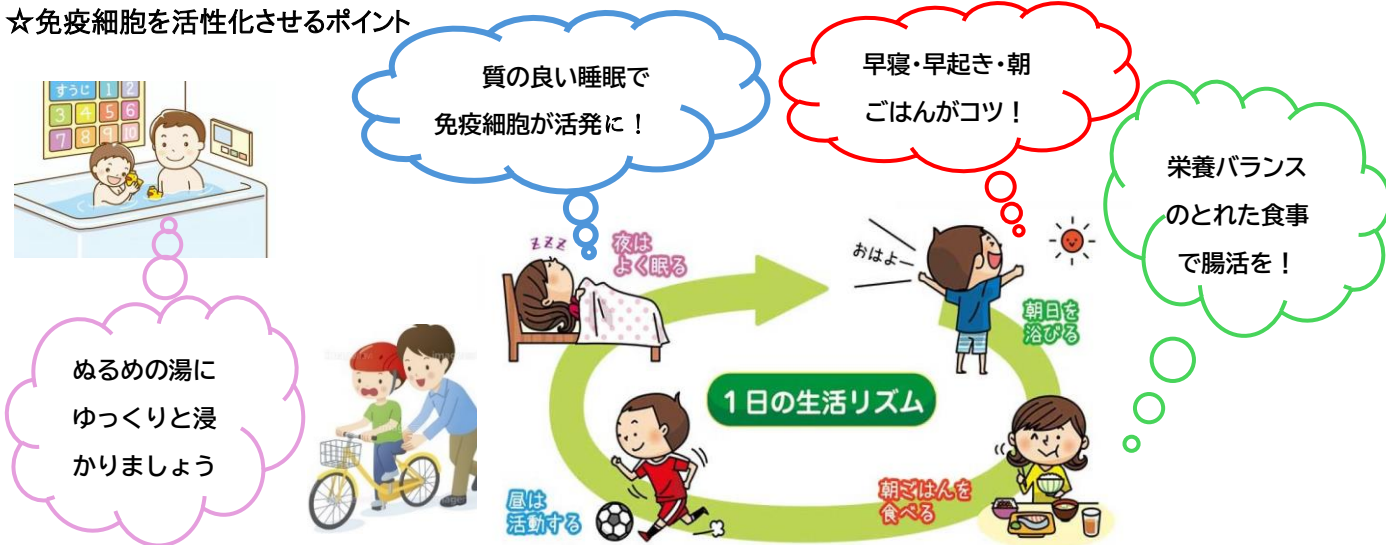 ☆免疫細胞を活性化させるポイント
すうじ 1 2
3 4 5 6
7 8 9 10
質の良い睡眠で
免疫細胞が活発に！
早寝・早起き・朝
ごはんがコツ！
栄養バランス
のとれた食事
で腸活を！
ぬるめの湯に
ゆっくりと浸
かりましょう
zzz
夜は
よく眠る
おはよー
朝日を
浴びる
1日の生活リズム
朝ごはんを
食べる
昼は
活動する